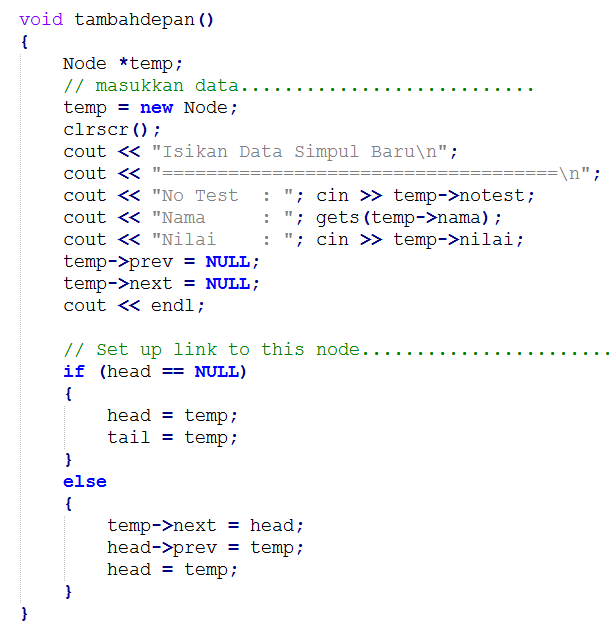 void tambahdepan()
{
    Node *temp;
    // masukkan data...........................
    temp = new Node;
    clrscr();
    cout << "Isikan Data Simpul Baru\n";
    cout << "====================================\n";
    cout << "No Test  : "; cin >> temp->notest;
    cout << "Nama     : "; gets(temp->nama);
    cout << "Nilai    : "; cin >> temp->nilai;
    temp->prev = NULL;
    temp->next = NULL;
    cout << endl;

    // Set up link to this node.......................
    if (head == NULL)
    {
        head = temp;
        tail = temp;
    }
    else
    {
        temp->next = head;
        head->prev = temp;
        head = temp;
    }
}